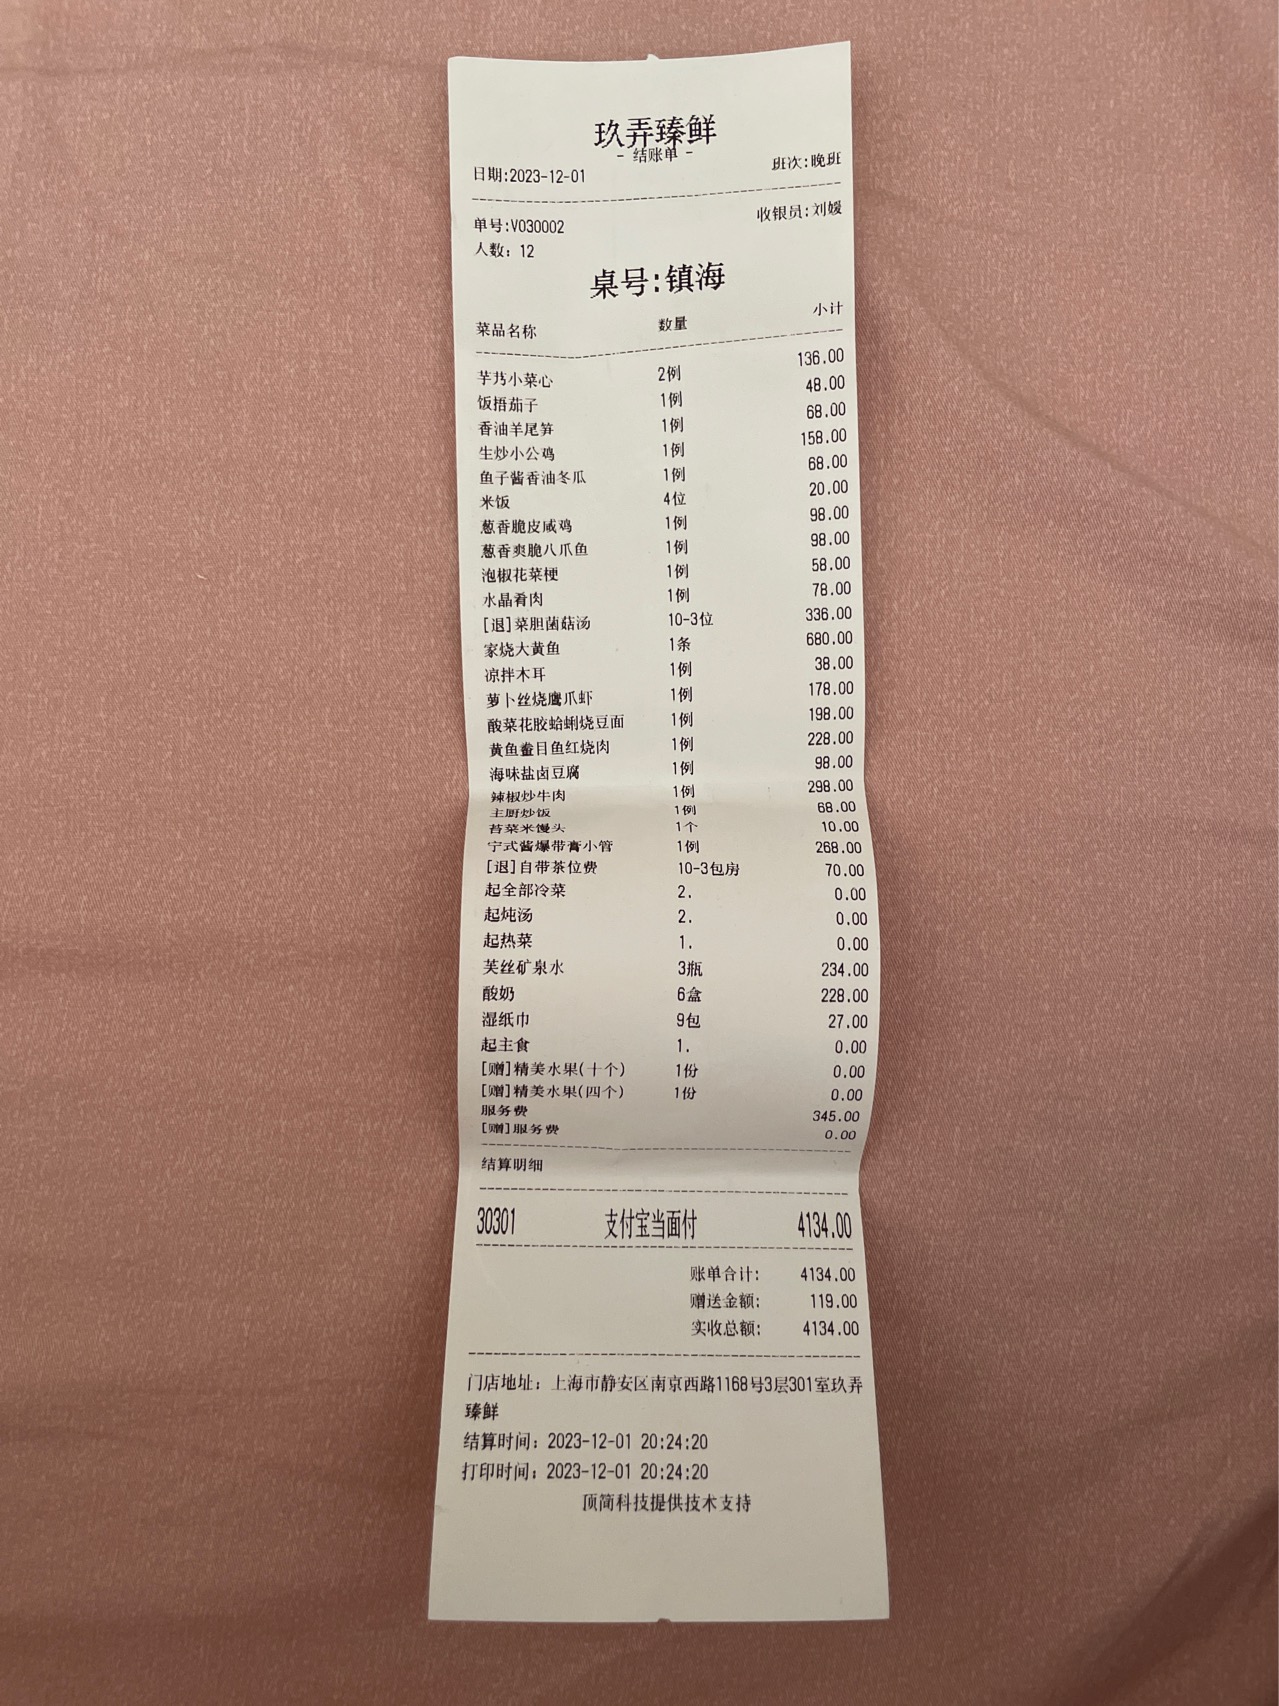 玖弄臻鲜
- 结账单 -
日期:2023-12-01 班次:晚班
单号:V030002 收银员:刘嫒
人数: 12
桌号:镇海
菜品名称 数量 小计
芋艿小菜心 2例 136.00
饭捂茄子 1例 48.00
香油羊尾笋 1例 68.00
生炒小公鸡 1例 158.00
鱼子酱香油冬瓜 1例 68.00
米饭 4位 20.00
葱香脆皮咸鸡 1例 98.00
葱香爽脆八爪鱼 1例 98.00
泡椒花菜梗 1例 58.00
水晶肴肉 1例 78.00
[退]菜胆菌菇汤 10-3位 336.00
家烧大黄鱼 1条 680.00
凉拌木耳 1例 38.00
萝卜丝烧鹰爪虾 1例 178.00
酸菜花胶蛤蜊烧豆面 1例 198.00
黄鱼鲞目鱼红烧肉 1例 228.00
海味盐卤豆腐 1例 98.00
辣椒炒牛肉 1例 298.00
主厨炒饭 1例 68.00
苔菜米馒头 1个 10.00
宁式酱爆带膏小管 1例 268.00
[退]自带茶位费 10-3包房 70.00
起全部冷菜 2. 0.00
起炖汤 2. 0.00
起热菜 1. 0.00
芙丝矿泉水 3瓶 234.00
酸奶 6盒 228.00
湿纸巾 9包 27.00
起主食 1. 0.00
[赠]精美水果(十个) 1份 0.00
[赠]精美水果(四个) 1份 0.00
服务费 345.00
[赠]服务费 0.00
结算明细
30301 支付宝当面付 4134.00
账单合计: 4134.00
赠送金额: 119.00
实收总额: 4134.00
门店地址: 上海市静安区南京西路1168号3层301室玖弄
臻鲜
结算时间: 2023-12-01 20:24:20
打印时间: 2023-12-01 20:24:20
顶简科技提供技术支持